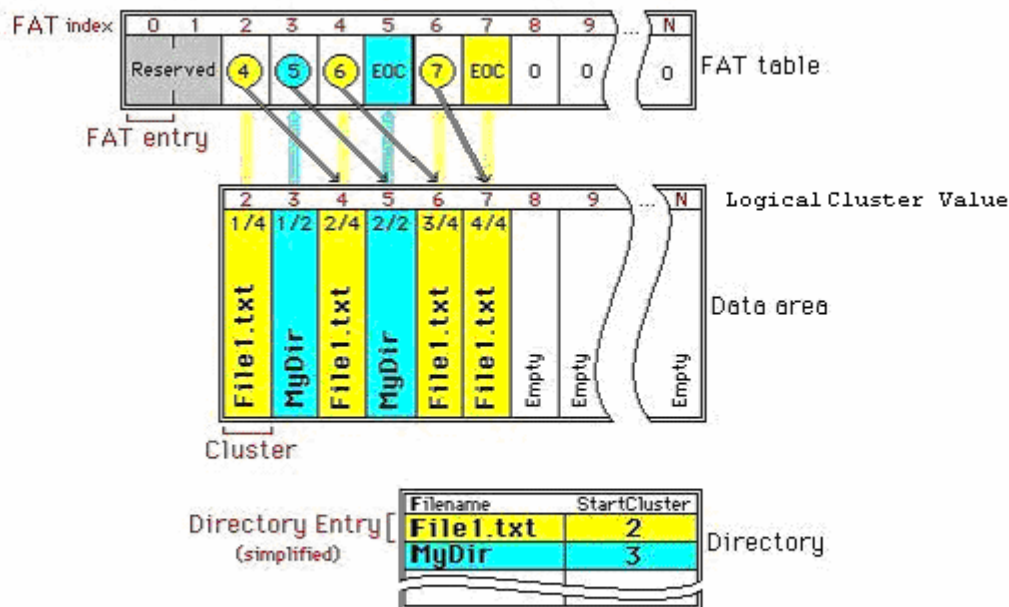 FAT index 0 1 2 3 4 5 6 7 8 9 ... N
Reserved 4 5 6 EOC 7 EOC 0 0 0 FAT table
FAT entry
2 3 4 5 6 7 8 9 ... N Logical Cluster Value
1/4 1/2 2/4 2/2 3/4 4/4
File1.txt MyDir File1.txt MyDir File1.txt File1.txt Empty Empty Empty Data area
Cluster
Filename StartCluster
Directory Entry File1.txt 2
(simplified) MyDir 3 Directory